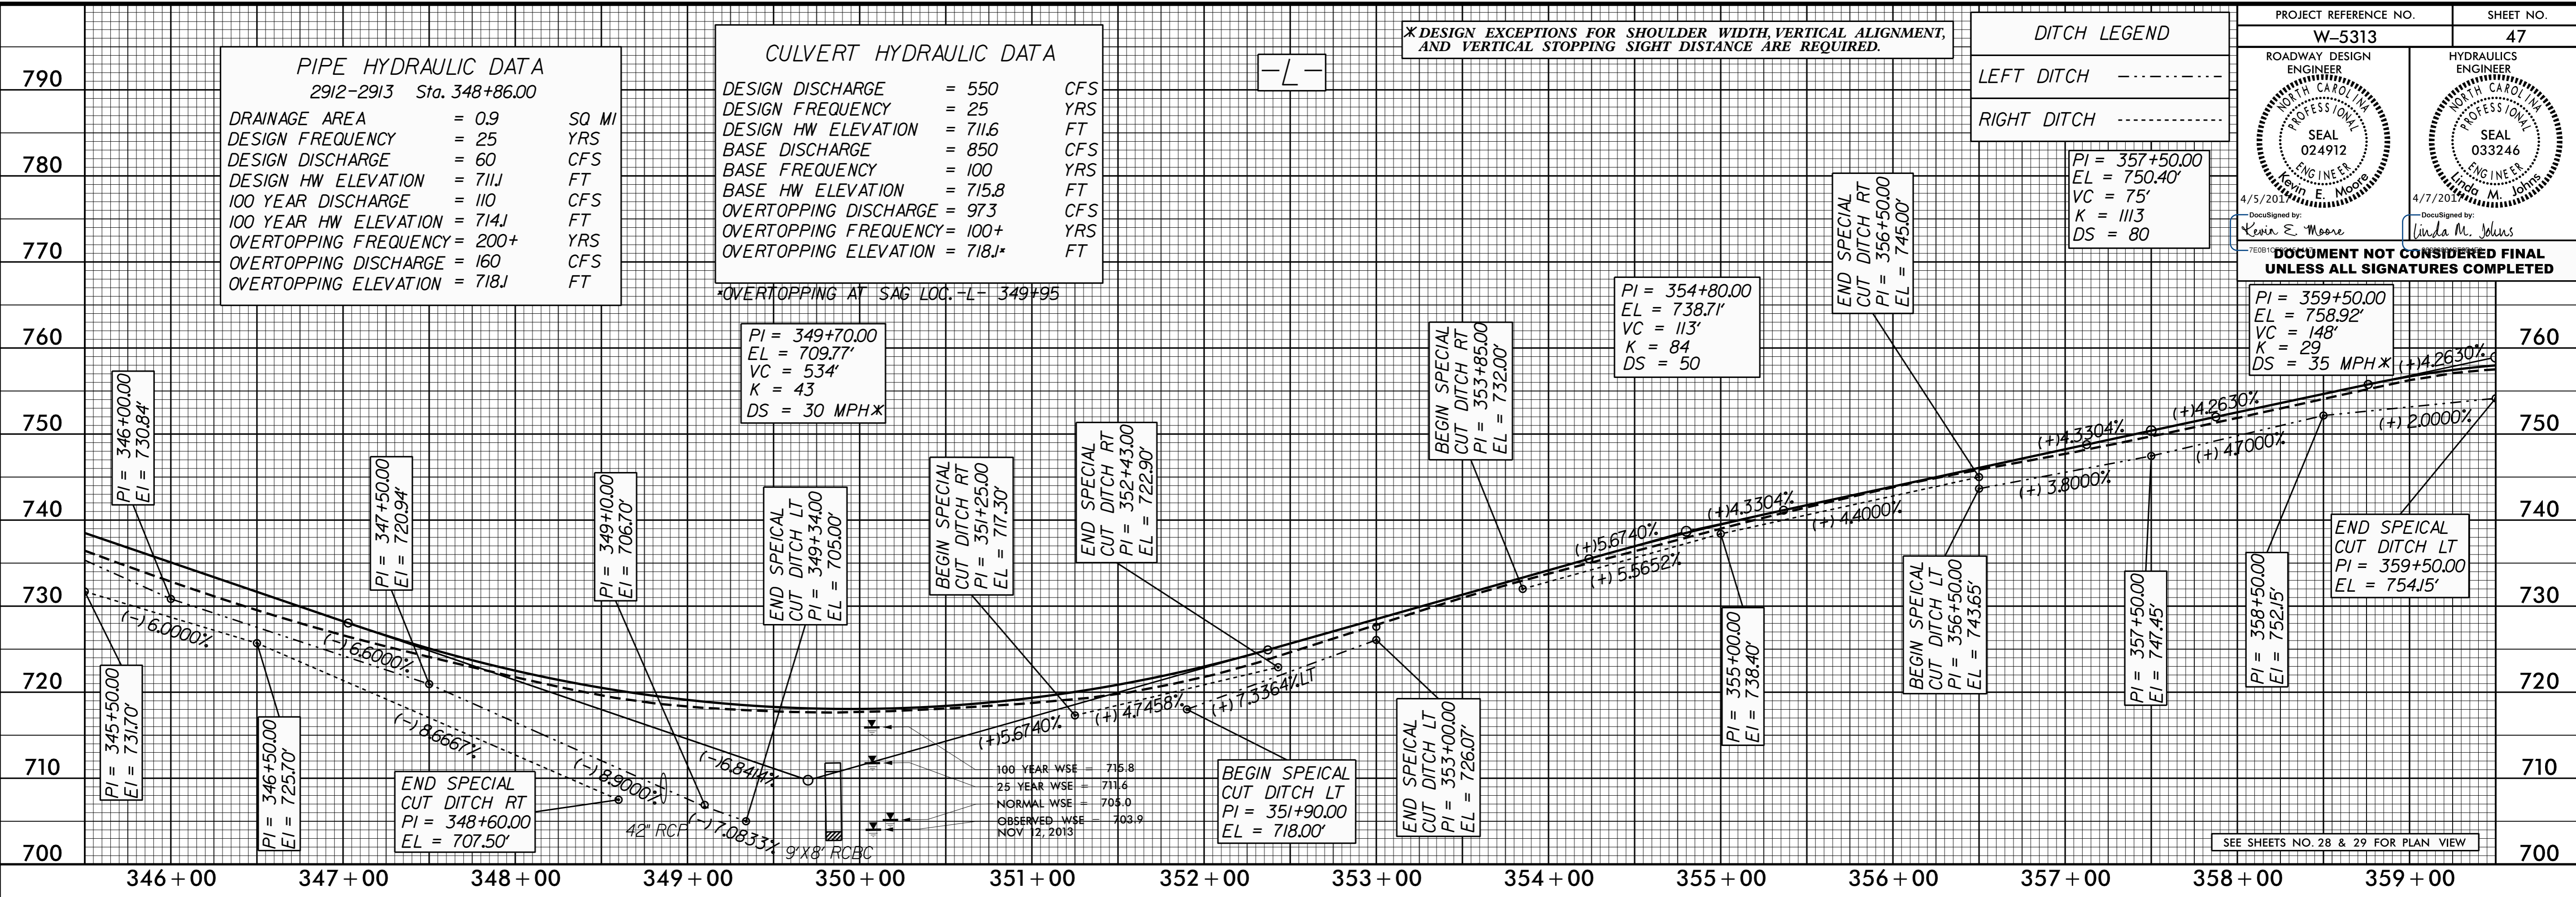 PROJECT REFERENCE NO.
SHEET NO.
W–5313
47
ROADWAY DESIGN
ENGINEER
HYDRAULICS
ENGINEER
NORTH CAROLINA
PROFESSIONAL
SEAL
024912
ENGINEER
Kevin E. Moore
4/5/2017
DocuSigned by:
Kevin E Moore
NORTH CAROLINA
PROFESSIONAL
SEAL
033246
ENGINEER
Linda M. Johns
4/7/2017
DocuSigned by:
Linda M. Johns
DOCUMENT NOT CONSIDERED FINAL
UNLESS ALL SIGNATURES COMPLETED
PIPE HYDRAULIC DATA
2912-2913 Sta. 348+86.00
DRAINAGE AREA = 0.9 SQ MI
DESIGN FREQUENCY = 25 YRS
DESIGN DISCHARGE = 60 CFS
DESIGN HW ELEVATION = 711.1 FT
100 YEAR DISCHARGE = 110 CFS
100 YEAR HW ELEVATION = 714.1 FT
OVERTOPPING FREQUENCY = 200+ YRS
OVERTOPPING DISCHARGE = 160 CFS
OVERTOPPING ELEVATION = 718.1 FT
CULVERT HYDRAULIC DATA
DESIGN DISCHARGE = 550 CFS
DESIGN FREQUENCY = 25 YRS
DESIGN HW ELEVATION = 711.6 FT
BASE DISCHARGE = 850 CFS
BASE FREQUENCY = 100 YRS
BASE HW ELEVATION = 715.8 FT
OVERTOPPING DISCHARGE = 973 CFS
OVERTOPPING FREQUENCY = 100+ YRS
OVERTOPPING ELEVATION = 718.1* FT
*OVERTOPPING AT SAG LOC. -L- 349+95
-L-
* DESIGN EXCEPTIONS FOR SHOULDER WIDTH, VERTICAL ALIGNMENT,
AND VERTICAL STOPPING SIGHT DISTANCE ARE REQUIRED.
DITCH LEGEND
LEFT DITCH
RIGHT DITCH
PI = 349+70.00
EL = 709.77'
VC = 534'
K = 43
DS = 30 MPH*
PI = 354+80.00
EL = 738.71'
VC = 113'
K = 84
DS = 50
PI = 357+50.00
EL = 750.40'
VC = 75'
K = 1113
DS = 80
PI = 359+50.00
EL = 758.92'
VC = 148'
K = 29
DS = 35 MPH*
PI = 346+00.00
El = 730.84'
PI = 347+50.00
El = 720.94'
PI = 349+10.00
El = 706.70'
END SPEICAL
CUT DITCH LT
PI = 349+34.00
EL = 705.00'
BEGIN SPECIAL
CUT DITCH RT
PI = 351+25.00
EL = 717.30'
END SPECIAL
CUT DITCH RT
PI = 352+43.00
EL = 722.90'
BEGIN SPECIAL
CUT DITCH RT
PI = 353+85.00
EL = 732.00'
END SPECIAL
CUT DITCH RT
PI = 356+50.00
EL = 745.00'
PI = 345+50.00
El = 731.70'
PI = 346+50.00
El = 725.70'
END SPECIAL
CUT DITCH RT
PI = 348+60.00
EL = 707.50'
BEGIN SPEICAL
CUT DITCH LT
PI = 351+90.00
EL = 718.00'
END SPEICAL
CUT DITCH LT
PI = 353+00.00
EL = 726.07'
PI = 355+00.00
El = 738.40'
BEGIN SPEICAL
CUT DITCH LT
PI = 356+50.00
EL = 743.65'
PI = 357+50.00
El = 747.45'
PI = 358+50.00
El = 752.15'
END SPEICAL
CUT DITCH LT
PI = 359+50.00
EL = 754.15'
(-) 6.0000%
(-) 6.6000%
(-) 8.6667%
(-) 8.9000%
(-)6.8414%
(-)7.0833%
(+)5.6740%
(+) 4.7458%
(+) 7.3364%LT
(+)5.6740%
(+) 5.5652%
(+)4.3304%
(+) 4.4000%
(+)4.3304%
(+) 3.8000%
(+)4.2630%
(+) 4.7000%
(+)4.2630%
(+) 2.0000%
42" RCP
9'X8' RCBC
100 YEAR WSE = 715.8
25 YEAR WSE = 711.6
NORMAL WSE = 705.0
OBSERVED WSE = 703.9
NOV 12, 2013
SEE SHEETS NO. 28 & 29 FOR PLAN VIEW
790
780
770
760
750
740
730
720
710
700
760
750
740
730
720
710
700
346+00
347+00
348+00
349+00
350+00
351+00
352+00
353+00
354+00
355+00
356+00
357+00
358+00
359+00